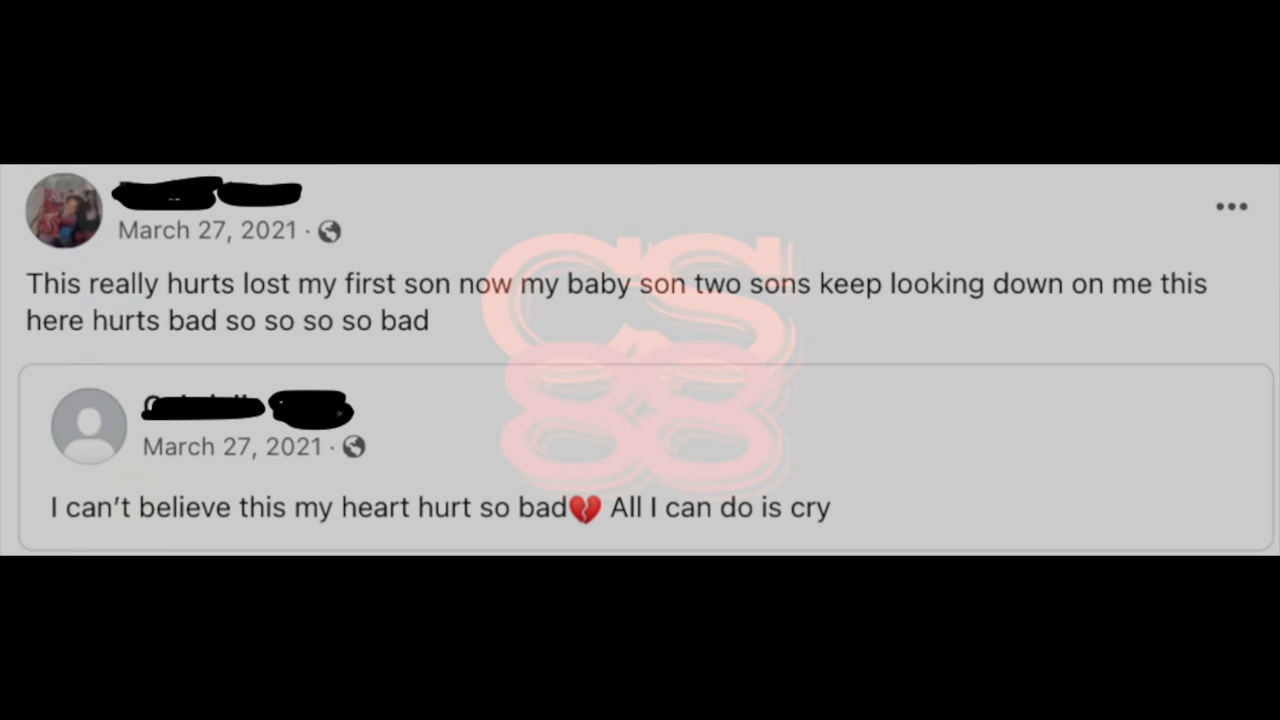 March 27, 2021 ·
This really hurts lost my first son now my baby son two sons keep looking down on me this
here hurts bad so so so so bad
March 27, 2021 ·
I can't believe this my heart hurt so bad💔 All I can do is cry
CS
88